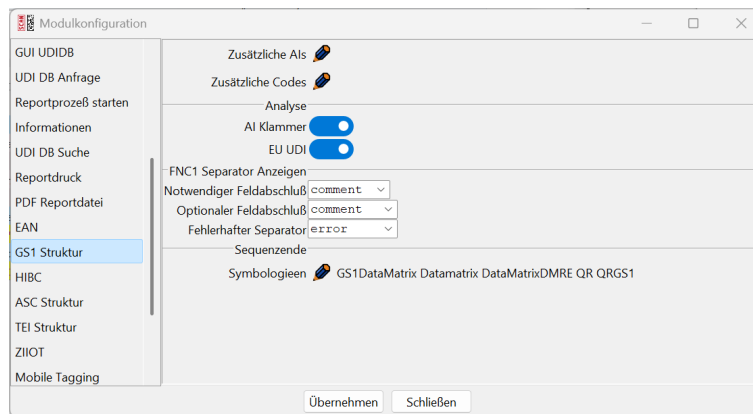 SCAN
Modulkonfiguration
GUI UDIDB
UDI DB Anfrage
Reportprozeß starten
Informationen
UDI DB Suche
Reportdruck
PDF Reportdatei
EAN
GS1 Struktur
HIBC
ASC Struktur
TEI Struktur
ZIIOT
Mobile Tagging
Zusätzliche AIs
Zusätzliche Codes
Analyse
AI Klammer
EU UDI
FNC1 Separator Anzeigen
Notwendiger Feldabschluß comment
Optionaler Feldabschluß comment
Fehlerhafter Separator error
Sequenzende
Symbologieen GS1DataMatrix Datamatrix DataMatrixDMRE QR QRGS1
Übernehmen Schließen